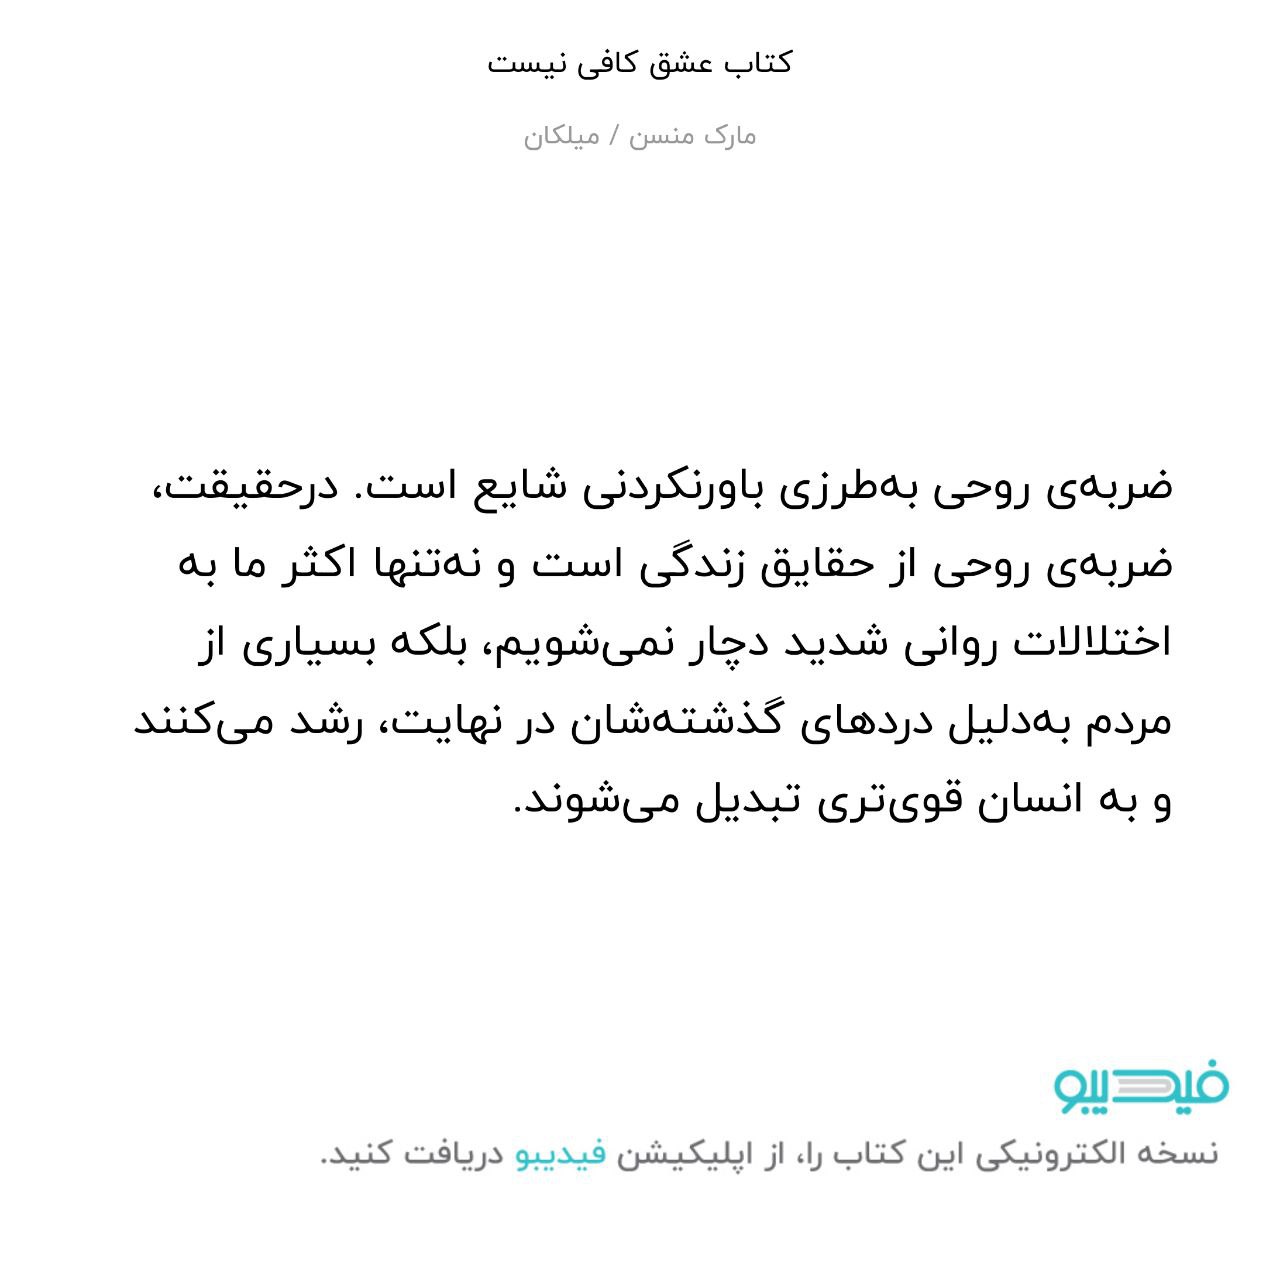 کتاب عشق کافی نیست
مارک منسن / میلکان
ضربه‌ی روحی به‌طرزی باورنکردنی شایع است. درحقیقت،
ضربه‌ی روحی از حقایق زندگی است و نه‌تنها اکثر ما به
اختلالات روانی شدید دچار نمی‌شویم، بلکه بسیاری از
مردم به‌دلیل دردهای گذشته‌شان در نهایت، رشد می‌کنند
و به انسان قوی‌تری تبدیل می‌شوند.
فیدیبو
نسخه الکترونیکی این کتاب را، از اپلیکیشن فیدیبو دریافت کنید.